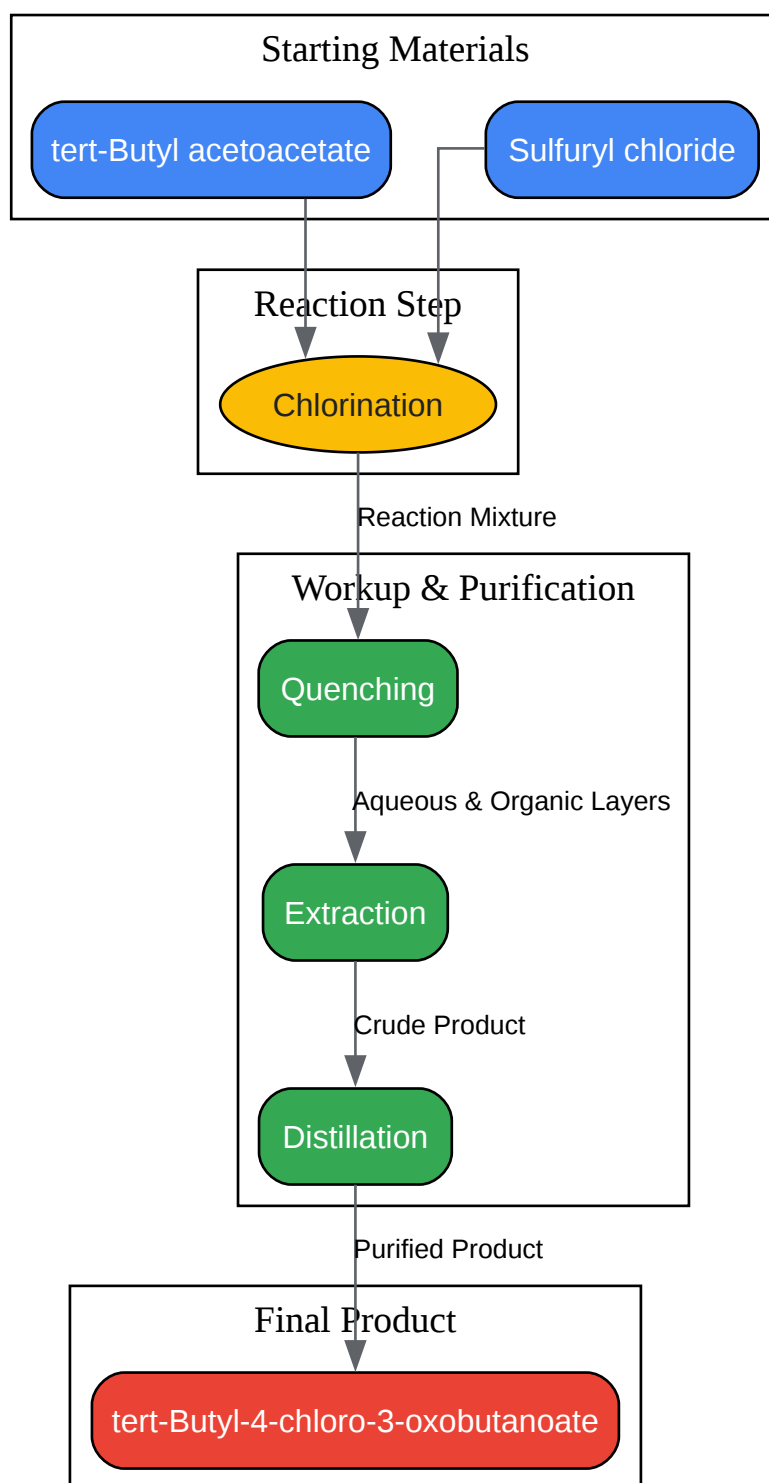 Starting Materials
tert-Butyl acetoacetate
Sulfuryl chloride
Reaction Step
Chlorination
Reaction Mixture
Workup & Purification
Quenching
Aqueous & Organic Layers
Extraction
Crude Product
Distillation
Purified Product
Final Product
tert-Butyl-4-chloro-3-oxobutanoate